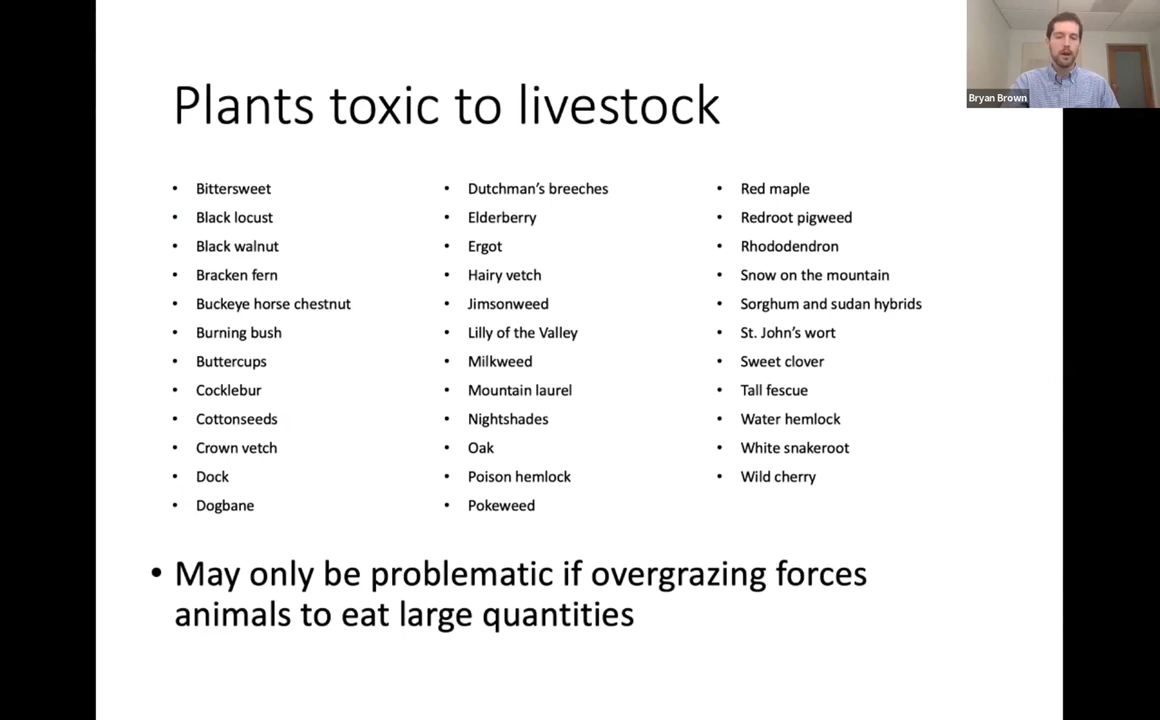 Plants toxic to livestock
Bryan Brown
• Bittersweet
• Black locust
• Black walnut
• Bracken fern
• Buckeye horse chestnut
• Burning bush
• Buttercups
• Cocklebur
• Cottonseeds
• Crown vetch
• Dock
• Dogbane
• Dutchman's breeches
• Elderberry
• Ergot
• Hairy vetch
• Jimsonweed
• Lilly of the Valley
• Milkweed
• Mountain laurel
• Nightshades
• Oak
• Poison hemlock
• Pokeweed
• Red maple
• Redroot pigweed
• Rhododendron
• Snow on the mountain
• Sorghum and sudan hybrids
• St. John's wort
• Sweet clover
• Tall fescue
• Water hemlock
• White snakeroot
• Wild cherry
• May only be problematic if overgrazing forces
animals to eat large quantities